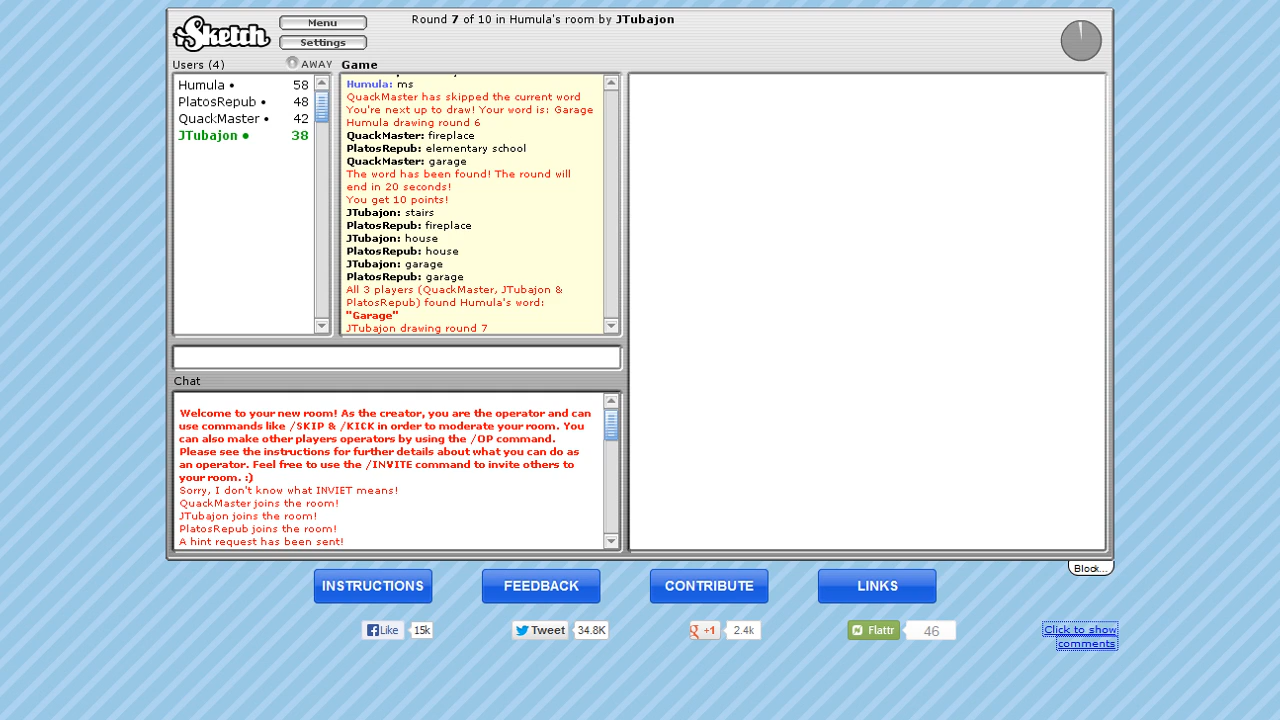 iSketch
Menu
Settings
Round 7 of 10 in Humula's room by JTubajon
Users (4)
AWAY
Game
Humula • 58
PlatosRepub • 48
QuackMaster • 42
JTubajon • 38
Humula: ms
QuackMaster has skipped the current word
You're next up to draw! Your word is: Garage
Humula drawing round 6
QuackMaster: fireplace
PlatosRepub: elementary school
QuackMaster: garage
The word has been found! The round will
end in 20 seconds!
You get 10 points!
JTubajon: stairs
PlatosRepub: fireplace
JTubajon: house
PlatosRepub: house
JTubajon: garage
PlatosRepub: garage
All 3 players (QuackMaster, JTubajon &
PlatosRepub) found Humula's word:
"Garage"
JTubajon drawing round 7
Chat
Welcome to your new room! As the creator, you are the operator and can
use commands like /SKIP & /KICK in order to moderate your room. You
can also make other players operators by using the /OP command.
Please see the instructions for further details about what you can do as
an operator. Feel free to use the /INVITE command to invite others to
your room. :)
Sorry, I don't know what INVIET means!
QuackMaster joins the room!
JTubajon joins the room!
PlatosRepub joins the room!
A hint request has been sent!
Block...
INSTRUCTIONS
FEEDBACK
CONTRIBUTE
LINKS
Like 15k
Tweet 34.8K
g +1 2.4k
Flattr 46
Click to show
comments